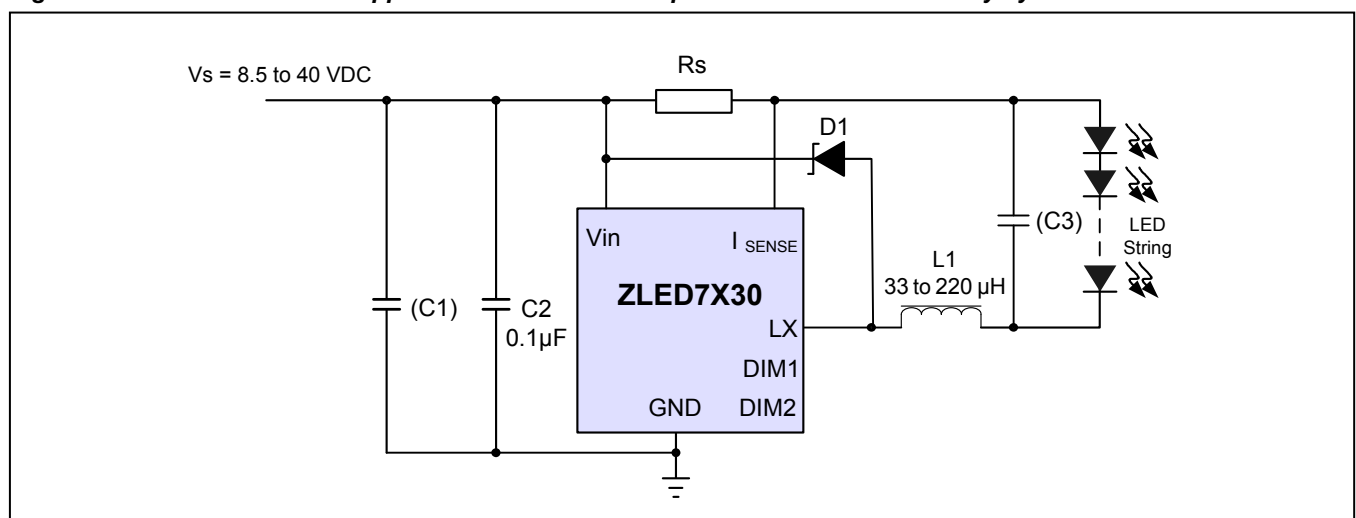 Vs = 8.5 to 40 VDC
Rs
D1
Vin
I SENSE
ZLED7X30
(C1)
C2
0.1µF
LX
DIM1
GND
DIM2
L1
33 to 220 µH
(C3)
LED
String